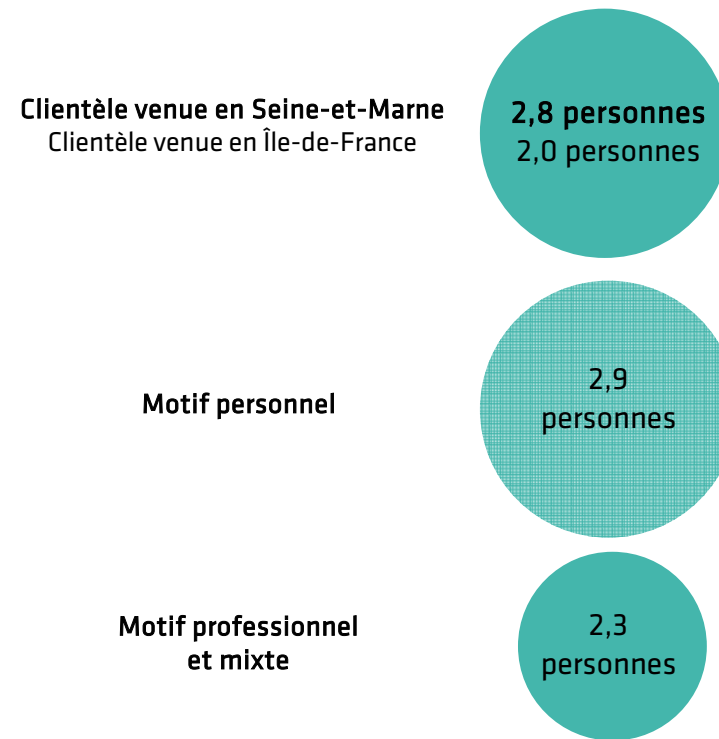 Clientèle venue en Seine-et-Marne
Clientèle venue en Île-de-France
2,8 personnes
2,0 personnes
Motif personnel
2,9
personnes
Motif professionnel
et mixte
2,3
personnes